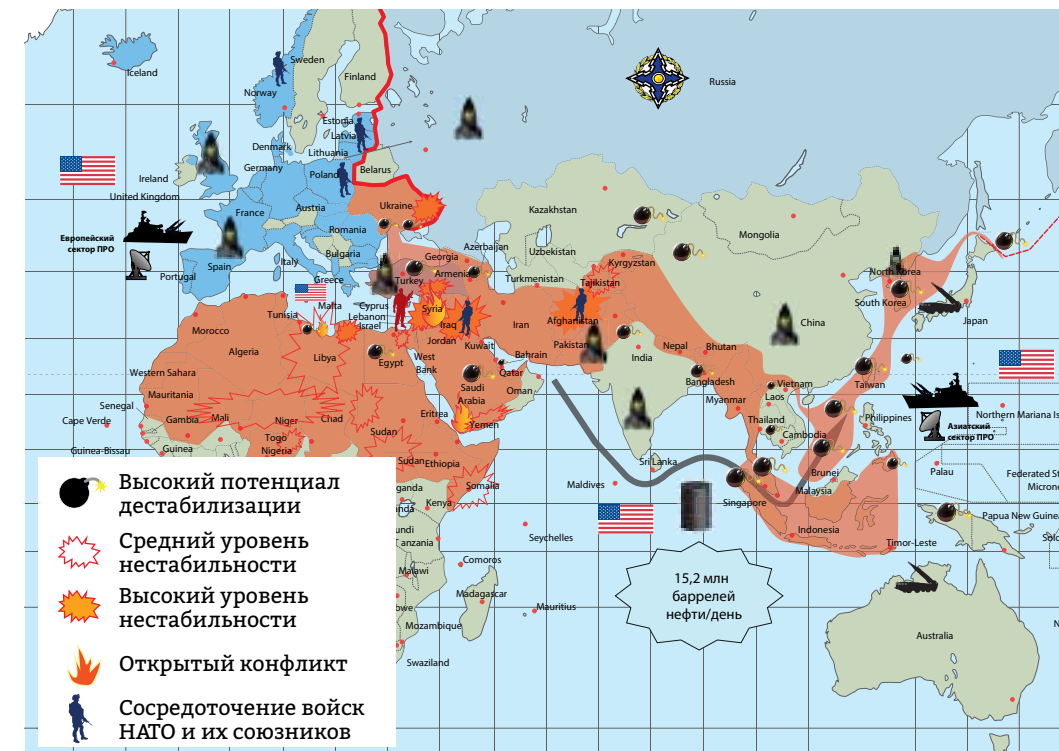 Iceland
Sweden
Finland
Norway
Russia
Estonia
Latvia
Denmark
Lithuania
Ireland
Germany
Poland
Belarus
United Kingdom
Ukraine
Austria
France
Kazakhstan
Mongolia
Romania
Европейский
сектор ПРО
Bulgaria
Georgia
Azerbaijan
Uzbekistan
Italy
Kyrgyzstan
Spain
Portugal
Greece
Turkey
Armenia
Turkmenistan
Tajikistan
North Korea
South Korea
Japan
Malta
Cyprus
Lebanon
Israel
Syria
Iraq
Iran
Afghanistan
China
Tunisia
Morocco
Jordan
Kuwait
Pakistan
Algeria
Libya
Egypt
West
Bank
Bahrain
India
Nepal
Bhutan
Western Sahara
Qatar
Oman
Saudi
Arabia
Bangladesh
Vietnam
Taiwan
Mauritania
Myanmar
Laos
Senegal
Cape Verde
Gambia
Mali
Niger
Chad
Eritrea
Yemen
Thailand
Philippines
Northern Mariana Is
Азиатский
сектор ПРО
Sudan
Cambodia
Togo
Nigeria
Guinea-Bissau
Guinea
Sudan
Ethiopia
Sri Lanka
Brunei
Palau
Federated St
Microne
Maldives
Malaysia
Somalia
Singapore
ganda
Kenya
Papua New Guinea
Indonesia
Seychelles
Timor-Leste
Solo
undi
Tanzania
Comoros
Malawi
Madagascar
Mauritius
Mozambique
Swaziland
Australia
15,2 млн
баррелей
нефти/день
Высокий потенциал
дестабилизации
Средний уровень
нестабильности
Высокий уровень
нестабильности
Открытый конфликт
Сосредоточение войск
НАТО и их союзников